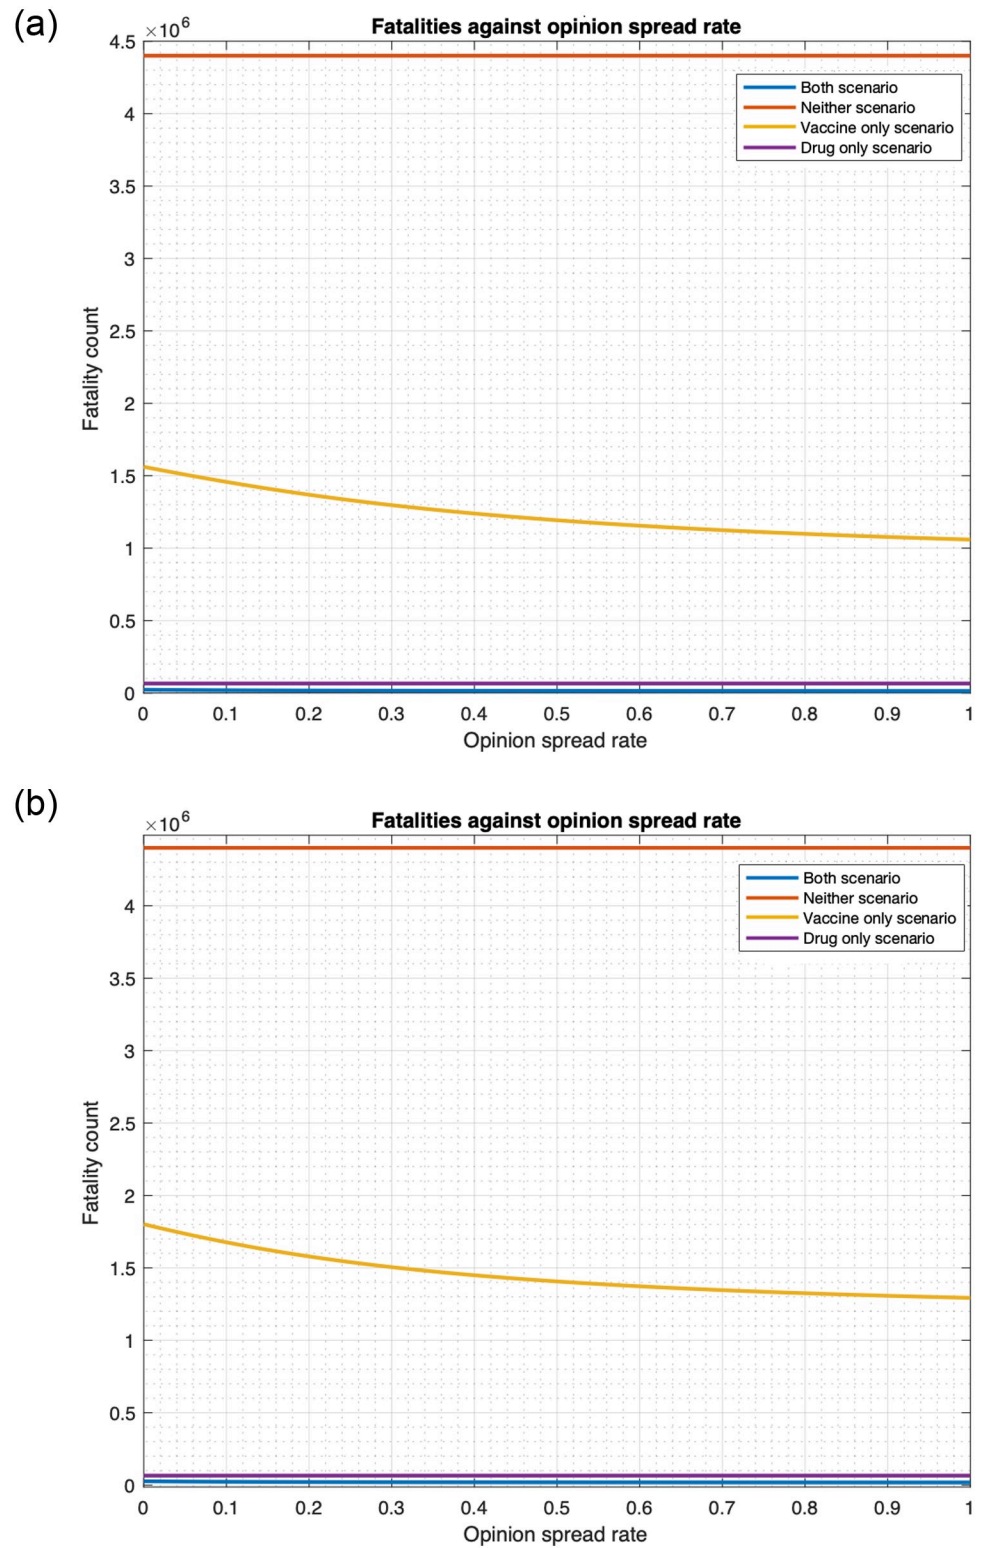 (a)
×10⁶
Fatalities against opinion spread rate
4.5
4
3.5
3
2.5
2
1.5
1
0.5
0
Fatality count
Both scenario
Neither scenario
Vaccine only scenario
Drug only scenario
0 0.1 0.2 0.3 0.4 0.5 0.6 0.7 0.8 0.9 1
Opinion spread rate
(b)
×10⁶
Fatalities against opinion spread rate
4
3.5
3
2.5
2
1.5
1
0.5
0
Fatality count
Both scenario
Neither scenario
Vaccine only scenario
Drug only scenario
0 0.1 0.2 0.3 0.4 0.5 0.6 0.7 0.8 0.9 1
Opinion spread rate